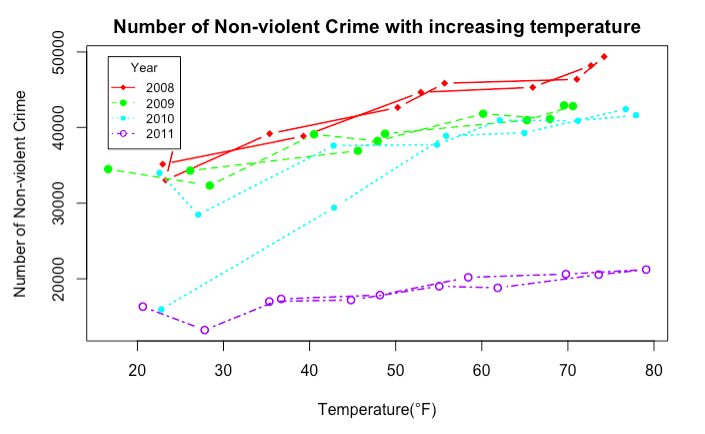 Number of Non-violent Crime with increasing temperature
Number of Non-violent Crime
50000
40000
30000
20000
Year
2008
2009
2010
2011
20 30 40 50 60 70 80
Temperature(°F)